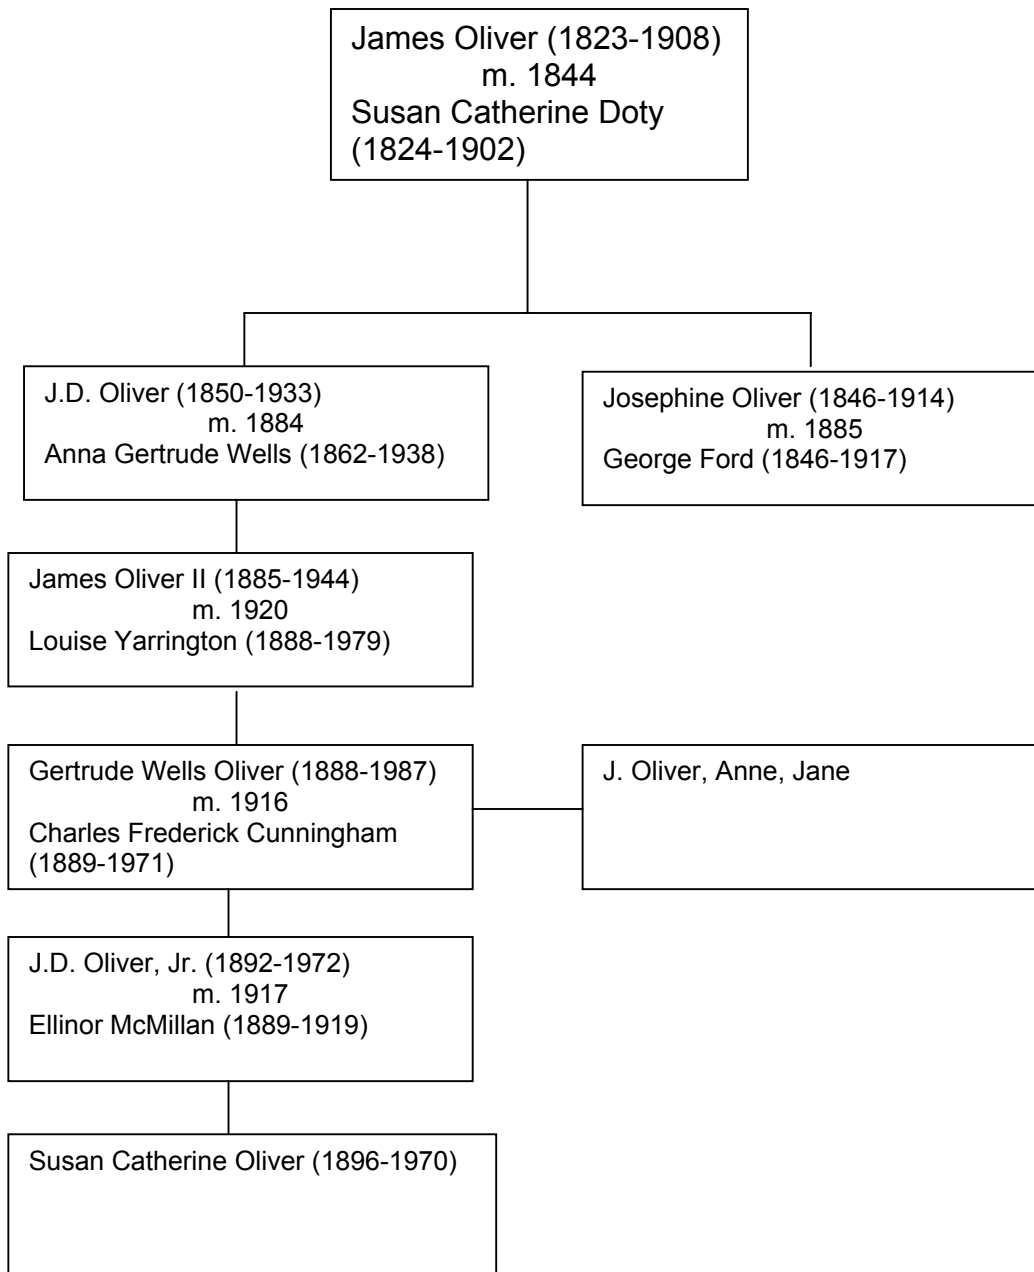 James Oliver (1823-1908)
m. 1844
Susan Catherine Doty
(1824-1902)
J.D. Oliver (1850-1933)
m. 1884
Anna Gertrude Wells (1862-1938)
Josephine Oliver (1846-1914)
m. 1885
George Ford (1846-1917)
James Oliver II (1885-1944)
m. 1920
Louise Yarrington (1888-1979)
Gertrude Wells Oliver (1888-1987)
m. 1916
Charles Frederick Cunningham
(1889-1971)
J. Oliver, Anne, Jane
J.D. Oliver, Jr. (1892-1972)
m. 1917
Ellinor McMillan (1889-1919)
Susan Catherine Oliver (1896-1970)